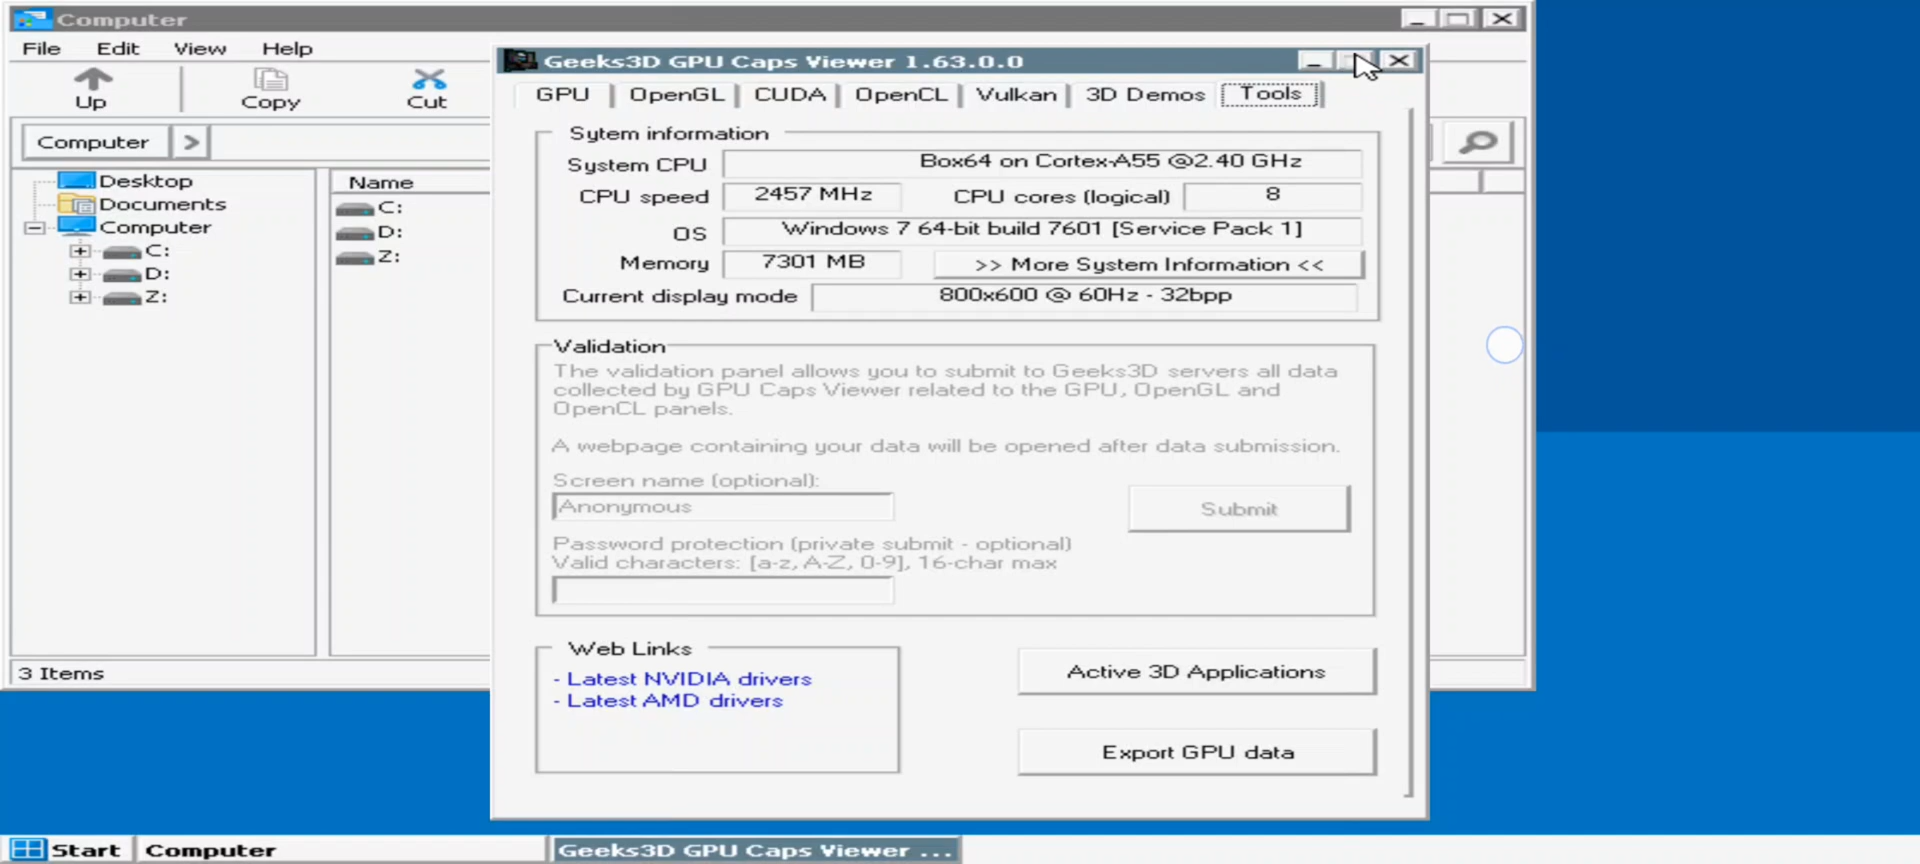 Computer
File Edit View Help
Up Copy Cut
Computer >
Desktop
Documents
Computer
C:
D:
Z:
Name
C:
D:
Z:
3 Items
Geeks3D GPU Caps Viewer 1.63.0.0
GPU OpenGL CUDA OpenCL Vulkan 3D Demos Tools
Sytem information
System CPU Box64 on Cortex-A55 @2.40 GHz
CPU speed 2457 MHz CPU cores (logical) 8
OS Windows 7 64-bit build 7601 [Service Pack 1]
Memory 7301 MB >> More System Information <<
Current display mode 800x600 @ 60Hz - 32bpp
Validation
The validation panel allows you to submit to Geeks3D servers all data
collected by GPU Caps Viewer related to the GPU, OpenGL and
OpenCL panels.
A webpage containing your data will be opened after data submission.
Screen name (optional):
Anonymous
Submit
Password protection (private submit - optional)
Valid characters: [a-z, A-Z, 0-9], 16-char max
Web Links
- Latest NVIDIA drivers
- Latest AMD drivers
Active 3D Applications
Export GPU data
Start Computer Geeks3D GPU Caps Viewer ...